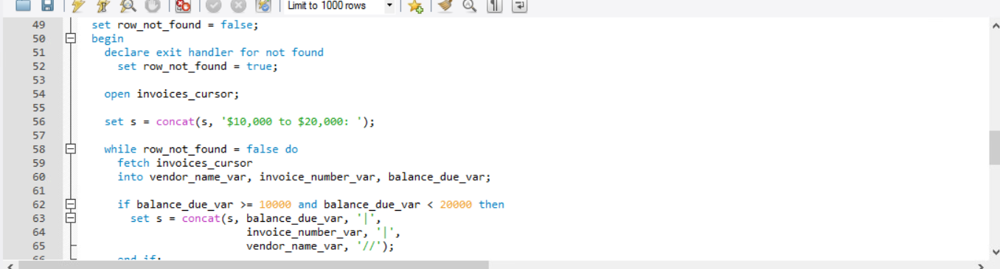 Limit to 1000 rows
49 set row_not_found = false;
50 begin
51 declare exit handler for not found
52 set row_not_found = true;
53
54 open invoices_cursor;
55
56 set s = concat(s, '$10,000 to $20,000: ');
57
58 while row_not_found = false do
59 fetch invoices_cursor
60 into vendor_name_var, invoice_number_var, balance_due_var;
61
62 if balance_due_var >= 10000 and balance_due_var < 20000 then
63 set s = concat(s, balance_due_var, '|',
64 invoice_number_var, '|',
65 vendor_name_var, '//');
66 end if;